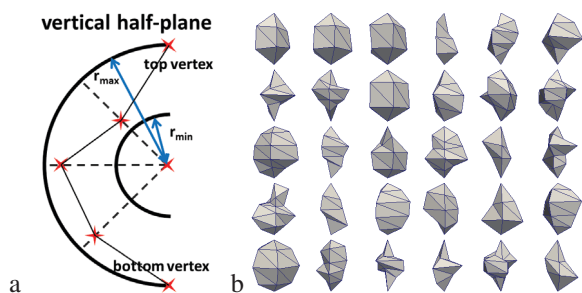 vertical half-plane
top vertex
rmax
rmin
bottom vertex
a
b